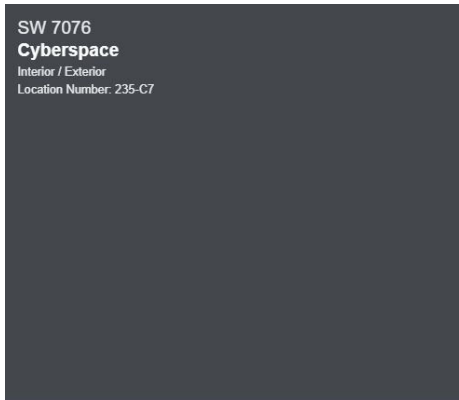 SW 7076
Cyberspace
Interior / Exterior
Location Number: 235-C7